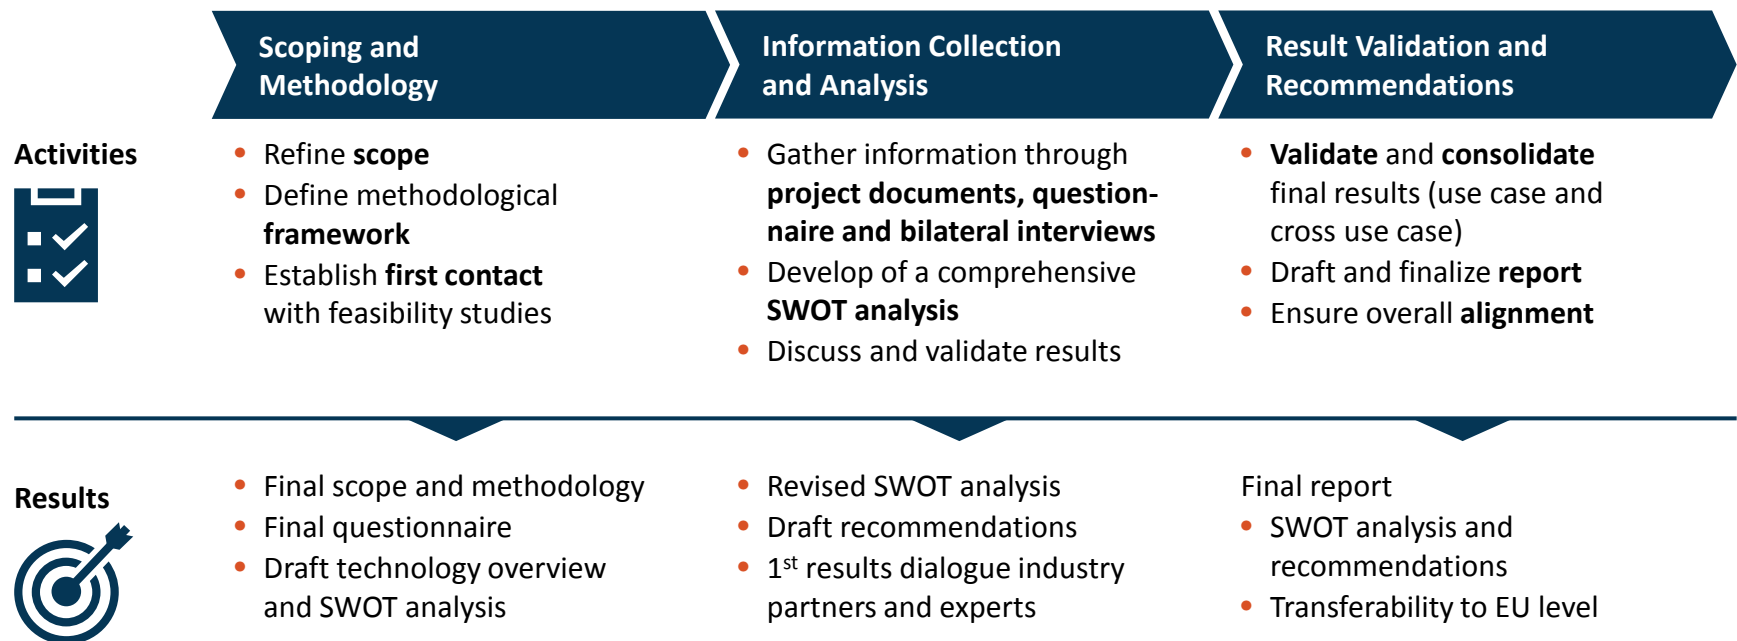 Scoping and
Methodology
Information Collection
and Analysis
Result Validation and
Recommendations
Activities
• Refine scope
• Define methodological
framework
• Establish first contact
with feasibility studies
• Gather information through
project documents, question-
naire and bilateral interviews
• Develop of a comprehensive
SWOT analysis
• Discuss and validate results
• Validate and consolidate
final results (use case and
cross use case)
• Draft and finalize report
• Ensure overall alignment
Results
• Final scope and methodology
• Final questionnaire
• Draft technology overview
and SWOT analysis
• Revised SWOT analysis
• Draft recommendations
• 1st results dialogue industry
partners and experts
Final report
• SWOT analysis and
recommendations
• Transferability to EU level